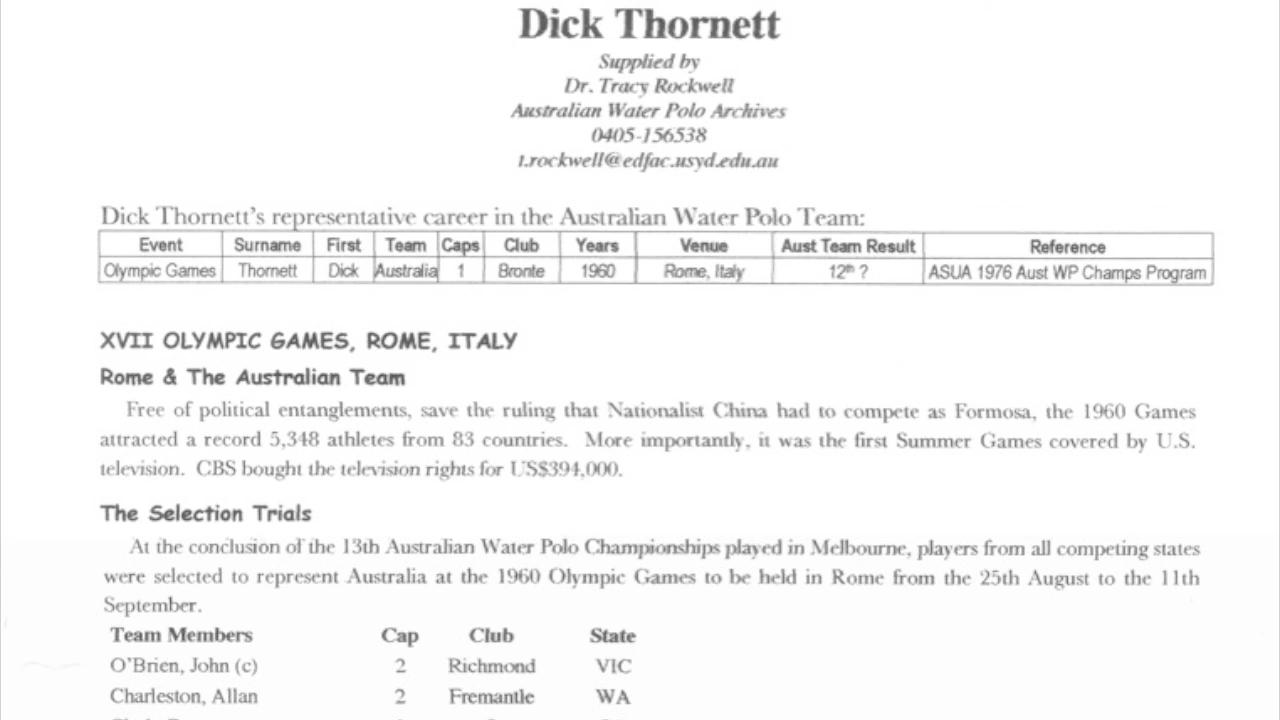 Dick Thornett
Supplied by
Dr. Tracy Rockwell
Australian Water Polo Archives
0405-156538
t.rockwell@edfac.usyd.edu.au
Dick Thornett's representative career in the Australian Water Polo Team:
Event Surname First Team Caps Club Years Venue Aust Team Result Reference
Olympic Games Thornett Dick Australia 1 Bronte 1960 Rome, Italy 12th ? ASUA 1976 Aust WP Champs Program
XVII OLYMPIC GAMES, ROME, ITALY
Rome & The Australian Team
Free of political entanglements, save the ruling that Nationalist China had to compete as Formosa, the 1960 Games
attracted a record 5,348 athletes from 83 countries. More importantly, it was the first Summer Games covered by U.S.
television. CBS bought the television rights for US$394,000.
The Selection Trials
At the conclusion of the 13th Australian Water Polo Championships played in Melbourne, players from all competing states
were selected to represent Australia at the 1960 Olympic Games to be held in Rome from the 25th August to the 11th
September.
Team Members Cap Club State
O'Brien, John (c) 2 Richmond VIC
Charleston, Allan 2 Fremantle WA